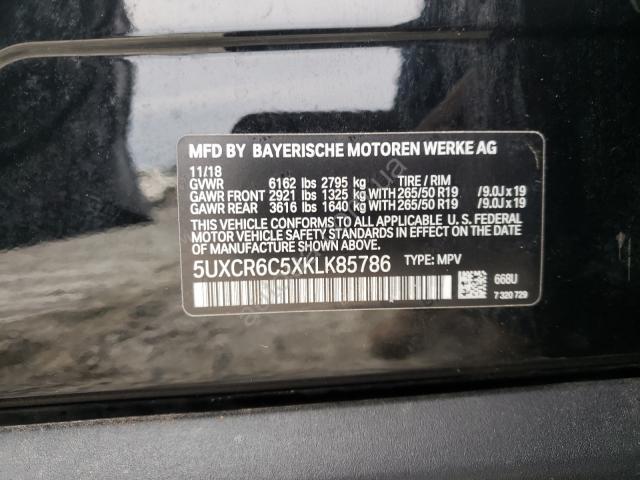 MFD BY BAYERISCHE MOTOREN WERKE AG
11/18
GVWR 6162 lbs 2795 kg TIRE / RIM
GAWR FRONT 2921 lbs 1325 kg WITH 265/50 R19 /9.0J x 19
GAWR REAR 3616 lbs 1640 kg WITH 265/50 R19 /9.0J x 19
THIS VEHICLE CONFORMS TO ALL APPLICABLE U. S. FEDERAL
MOTOR VEHICLE SAFETY STANDARDS IN EFFECT ON THE DATE
OF MANUFACTURE SHOWN ABOVE.
5UXCR6C5XKLK85786 TYPE: MPV
668U
7 320 729